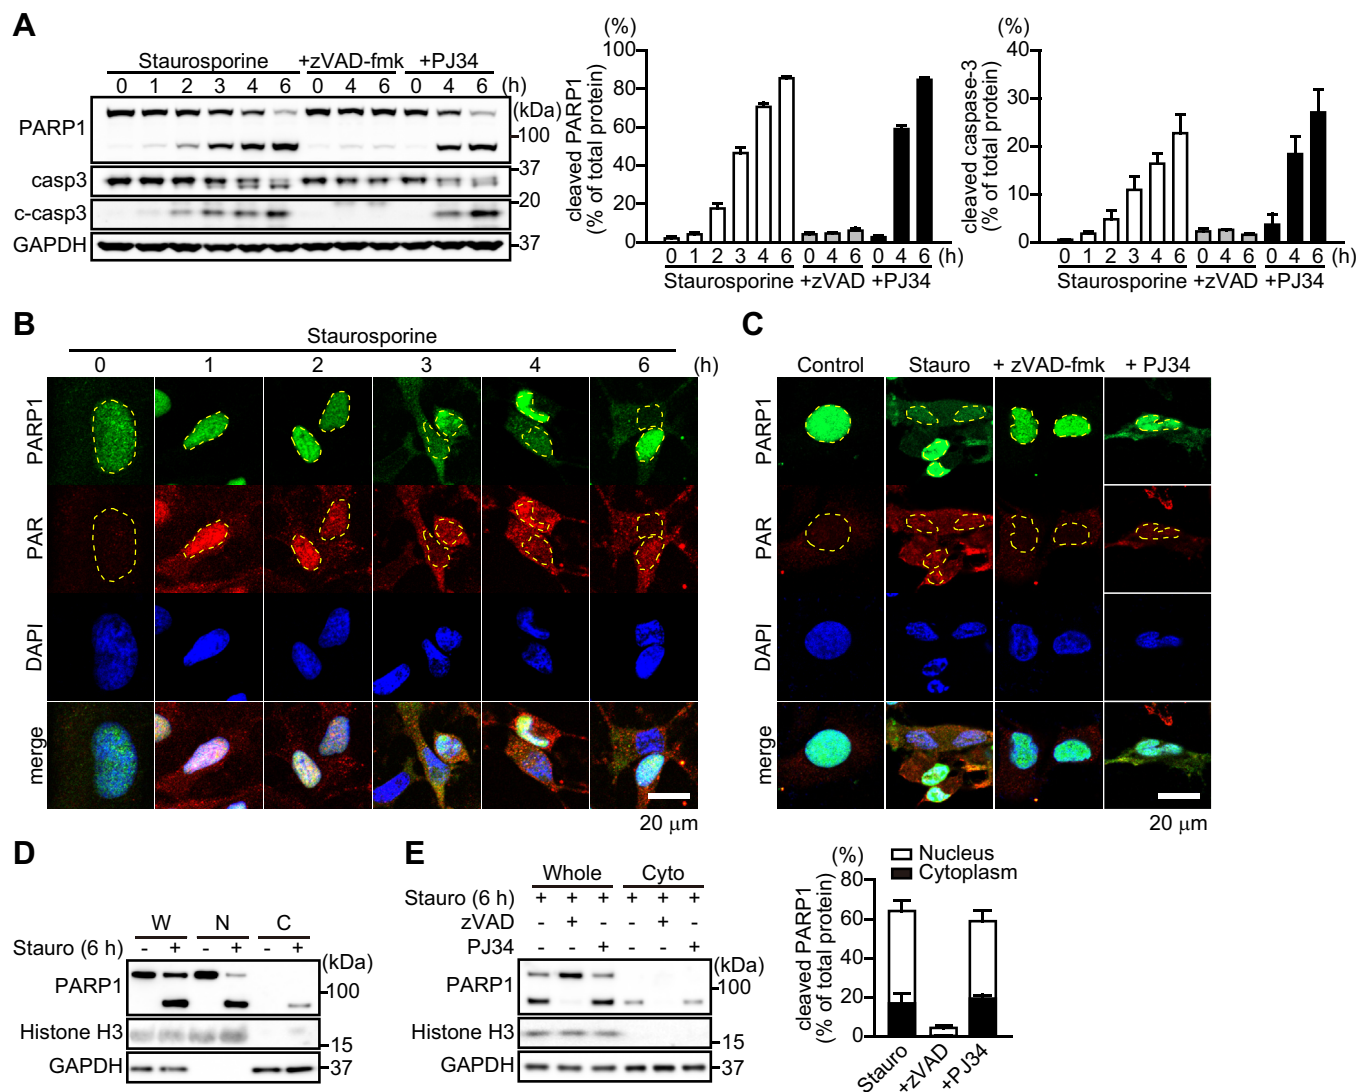 A
Staurosporine +zVAD-fmk +PJ34
0 1 2 3 4 6 0 4 6 0 4 6 (h)
(kDa)
PARP1
100
casp3
37
c-casp3
20
GAPDH
37
(%)
cleaved PARP1
(% of total protein)
100
80
60
40
20
0
0 1 2 3 4 6 0 4 6 0 4 6 (h)
Staurosporine +zVAD +PJ34
(%)
cleaved caspase-3
(% of total protein)
40
30
20
10
0
0 1 2 3 4 6 0 4 6 0 4 6 (h)
Staurosporine +zVAD +PJ34
B
Staurosporine
0 1 2 3 4 6 (h)
PARP1
PAR
DAPI
merge
20 μm
C
Control Stauro + zVAD-fmk + PJ34
PARP1
PAR
DAPI
merge
20 μm
D
W N C
Stauro (6 h) - + - + - +
(kDa)
PARP1
100
Histone H3
15
GAPDH
37
E
Whole Cyto
Stauro (6 h) + + + + + +
zVAD - + - - + -
PJ34 - - + - - +
(kDa)
PARP1
100
Histone H3
15
GAPDH
37
(%)
Nucleus
Cytoplasm
cleaved PARP1
(% of total protein)
80
60
40
20
0
Stauro
+zVAD
+PJ34